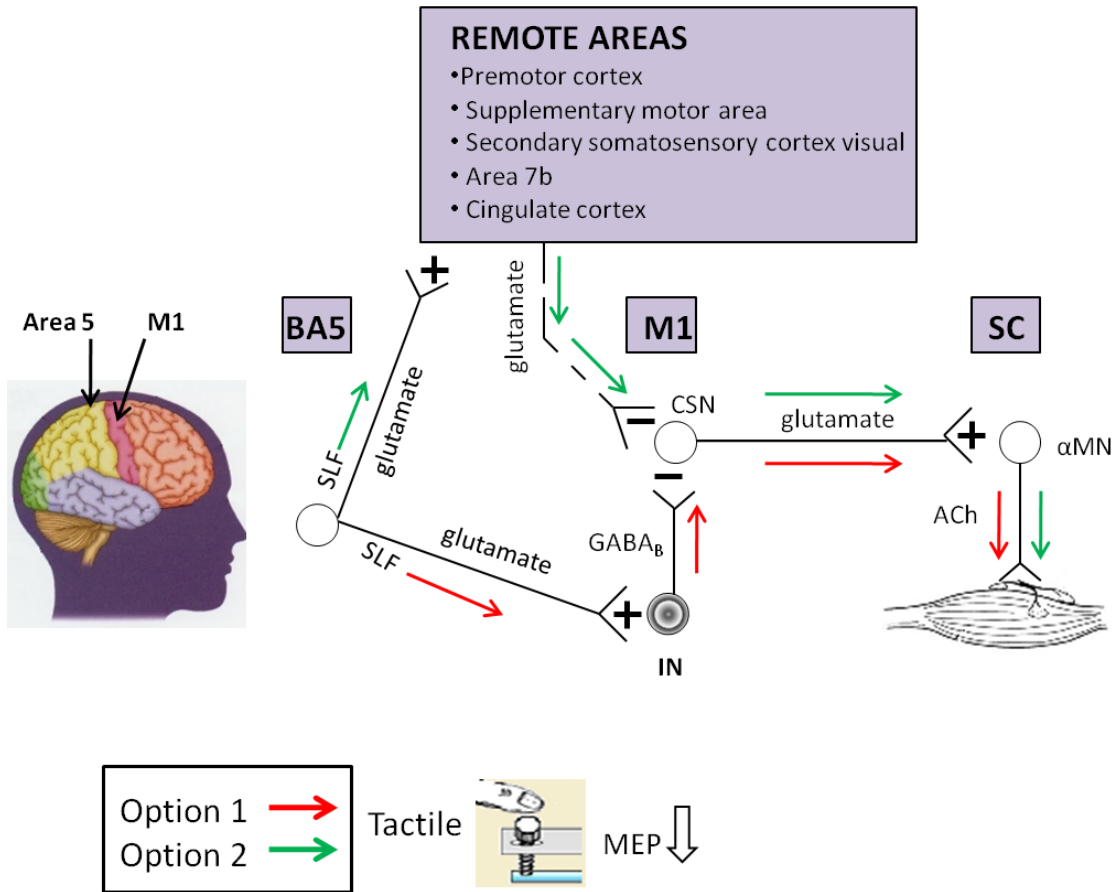 REMOTE AREAS
•Premotor cortex
• Supplementary motor area
• Secondary somatosensory cortex visual
• Area 7b
• Cingulate cortex
+
glutamate
Area 5
M1
BA5
M1
SC
SLF
glutamate
–
CSN
glutamate
+
αMN
–
SLF
glutamate
GABAB
ACh
+
IN
Option 1
Option 2
Tactile
MEP